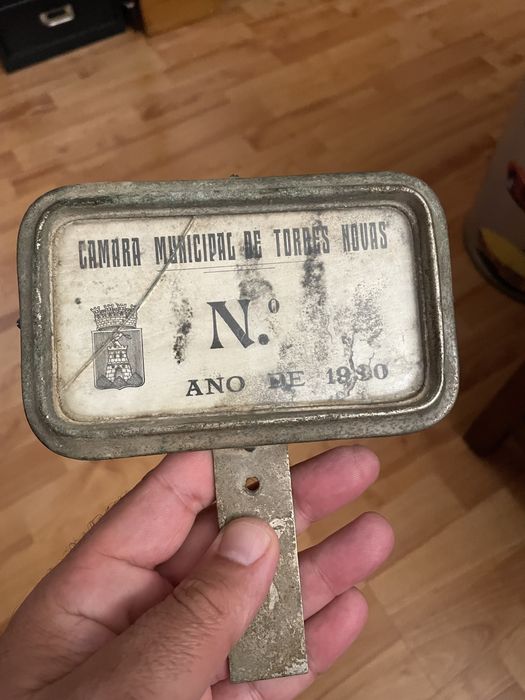 CAMARA MUNICIPAL DE TORRES NOVAS
N.º
ANO DE 1930